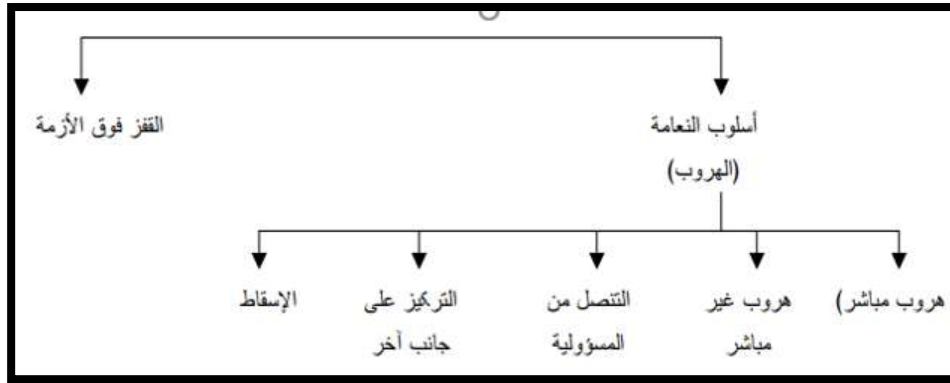 أسلوب النعامة
(الهروب)
القفز فوق الأزمة
هروب مباشر)
هروب غير
مباشر
التنصل من
المسؤولية
التركيز على
جانب آخر
الإسقاط